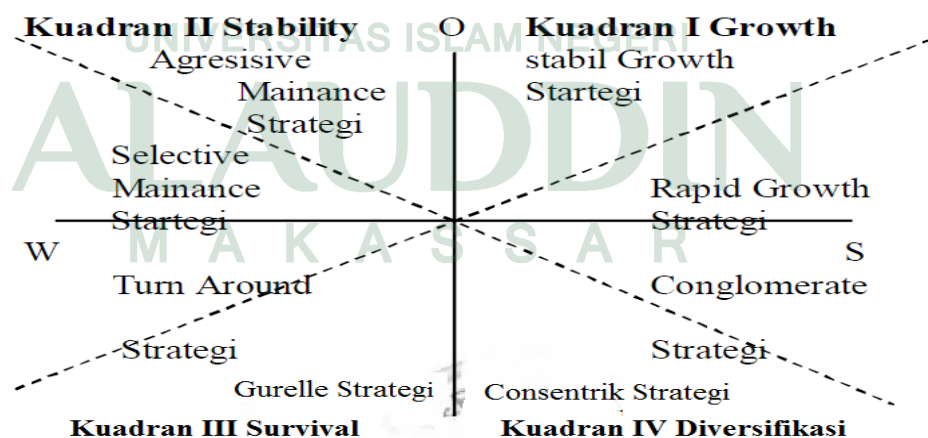 UNIVERSITAS ISLAM NEGERI
ALAUDDIN
MAKASSAR
Kuadran II Stability
O
Kuadran I Growth
Agresisive
Mainance
Strategi
stabil Growth
Startegi
Selective
Mainance
Startegi
Rapid Growth
Strategi
W
S
Turn Around
Strategi
Conglomerate
Strategi
Gurelle Strategi
Consentrik Strategi
Kuadran III Survival
Kuadran IV Diversifikasi